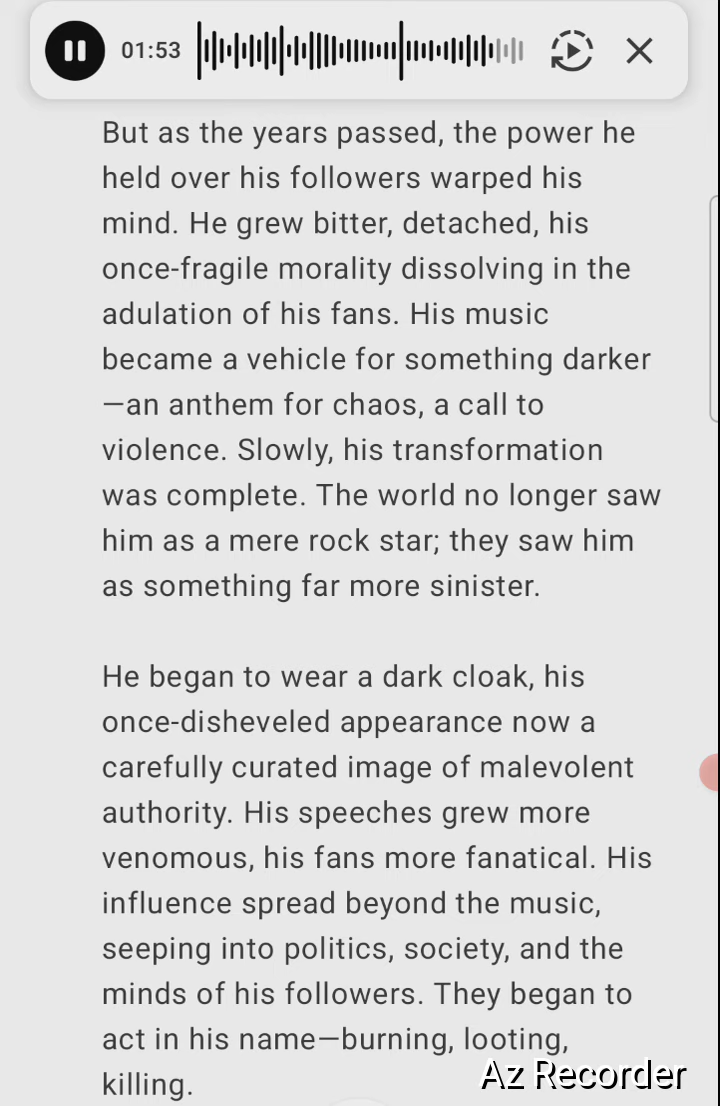 01:53
But as the years passed, the power he
held over his followers warped his
mind. He grew bitter, detached, his
once-fragile morality dissolving in the
adulation of his fans. His music
became a vehicle for something darker
—an anthem for chaos, a call to
violence. Slowly, his transformation
was complete. The world no longer saw
him as a mere rock star; they saw him
as something far more sinister.
He began to wear a dark cloak, his
once-disheveled appearance now a
carefully curated image of malevolent
authority. His speeches grew more
venomous, his fans more fanatical. His
influence spread beyond the music,
seeping into politics, society, and the
minds of his followers. They began to
act in his name—burning, looting,
killing.
Az Recorder